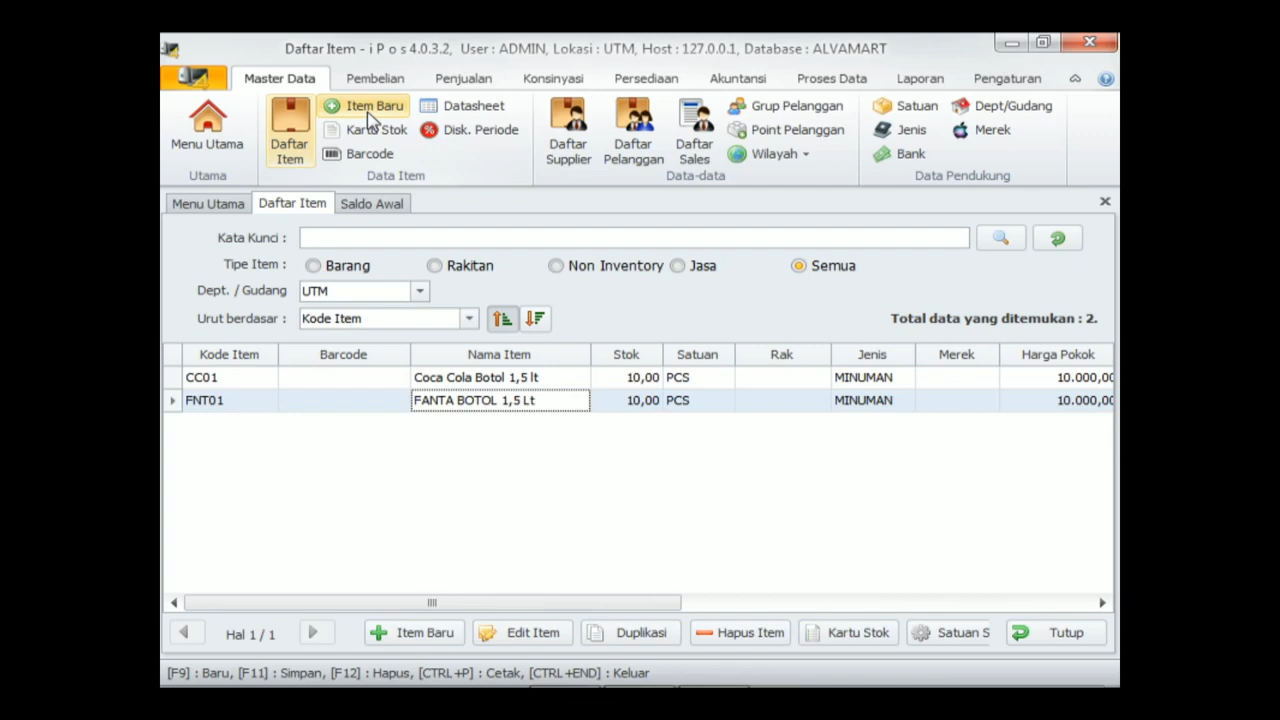 Daftar Item - i P o s 4.0.3.2, User : ADMIN, Lokasi : UTM, Host : 127.0.0.1, Database : ALVAMART
Master Data Pembelian Penjualan Konsinyasi Persediaan Akuntansi Proses Data Laporan Pengaturan
Menu Utama
Utama
Daftar Item
Item Baru
Kartu Stok
Barcode
Datasheet
Disk. Periode
Data Item
Daftar Supplier
Daftar Pelanggan
Daftar Sales
Grup Pelanggan
Point Pelanggan
Wilayah
Data-data
Satuan
Jenis
Bank
Dept/Gudang
Merek
Data Pendukung
Menu Utama Daftar Item Saldo Awal
Kata Kunci :
Tipe Item : Barang Rakitan Non Inventory Jasa Semua
Dept. / Gudang UTM
Urut berdasar : Kode Item Total data yang ditemukan : 2.
Kode Item Barcode Nama Item Stok Satuan Rak Jenis Merek Harga Pokok
CC01 Coca Cola Botol 1,5 lt 10,00 PCS MINUMAN 10.000,00
FNT01 FANTA BOTOL 1,5 Lt 10,00 PCS MINUMAN 10.000,00
Hal 1 / 1 Item Baru Edit Item Duplikasi Hapus Item Kartu Stok Satuan S Tutup
[F9] : Baru, [F11] : Simpan, [F12] : Hapus, [CTRL+P] : Cetak, [CTRL+END] : Keluar